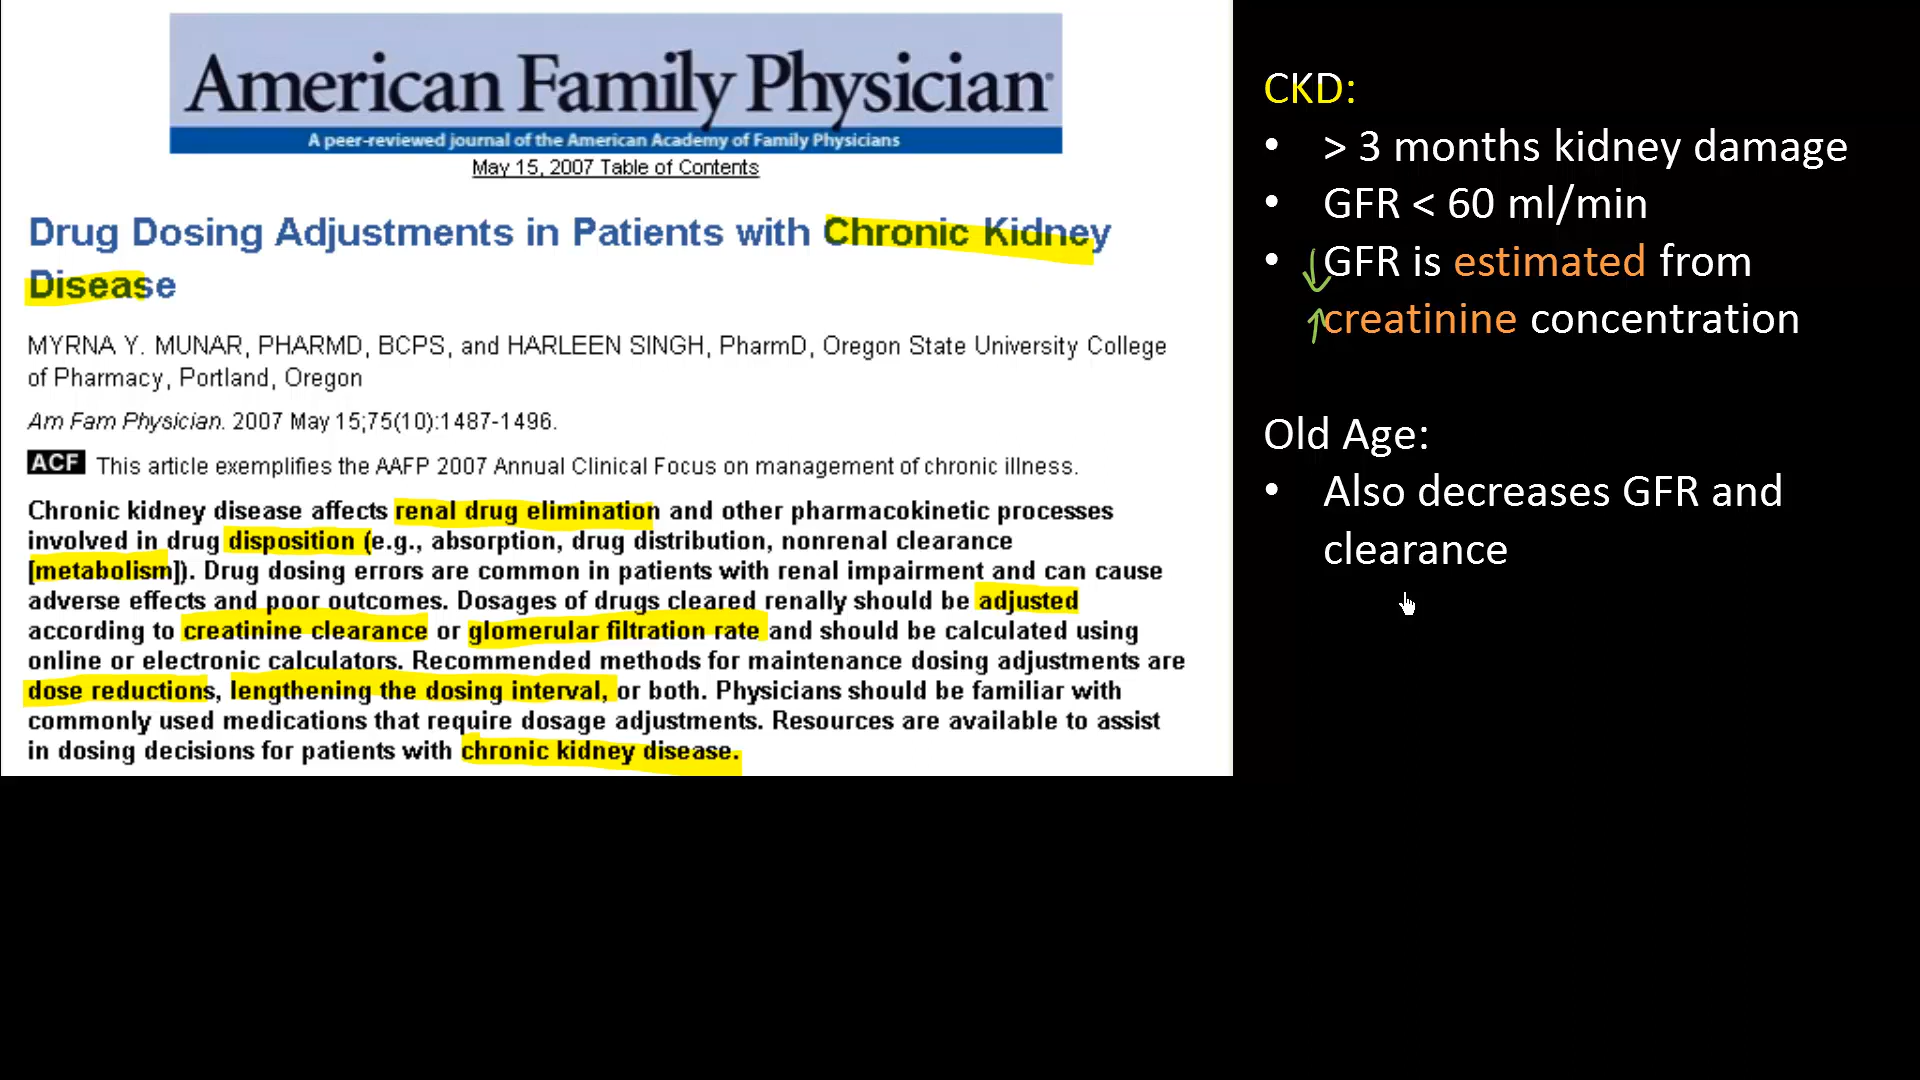 American Family Physician
A peer-reviewed journal of the American Academy of Family Physicians
May 15, 2007 Table of Contents
Drug Dosing Adjustments in Patients with Chronic Kidney
Disease
MYRNA Y. MUNAR, PHARMD, BCPS, and HARLEEN SINGH, PharmD, Oregon State University College
of Pharmacy, Portland, Oregon
Am Fam Physician. 2007 May 15;75(10):1487-1496.
ACF This article exemplifies the AAFP 2007 Annual Clinical Focus on management of chronic illness.
Chronic kidney disease affects renal drug elimination and other pharmacokinetic processes
involved in drug disposition (e.g., absorption, drug distribution, nonrenal clearance
[metabolism]). Drug dosing errors are common in patients with renal impairment and can cause
adverse effects and poor outcomes. Dosages of drugs cleared renally should be adjusted
according to creatinine clearance or glomerular filtration rate and should be calculated using
online or electronic calculators. Recommended methods for maintenance dosing adjustments are
dose reductions, lengthening the dosing interval, or both. Physicians should be familiar with
commonly used medications that require dosage adjustments. Resources are available to assist
in dosing decisions for patients with chronic kidney disease.
CKD:
• > 3 months kidney damage
• GFR < 60 ml/min
• ↓GFR is estimated from
↑creatinine concentration
Old Age:
• Also decreases GFR and
clearance